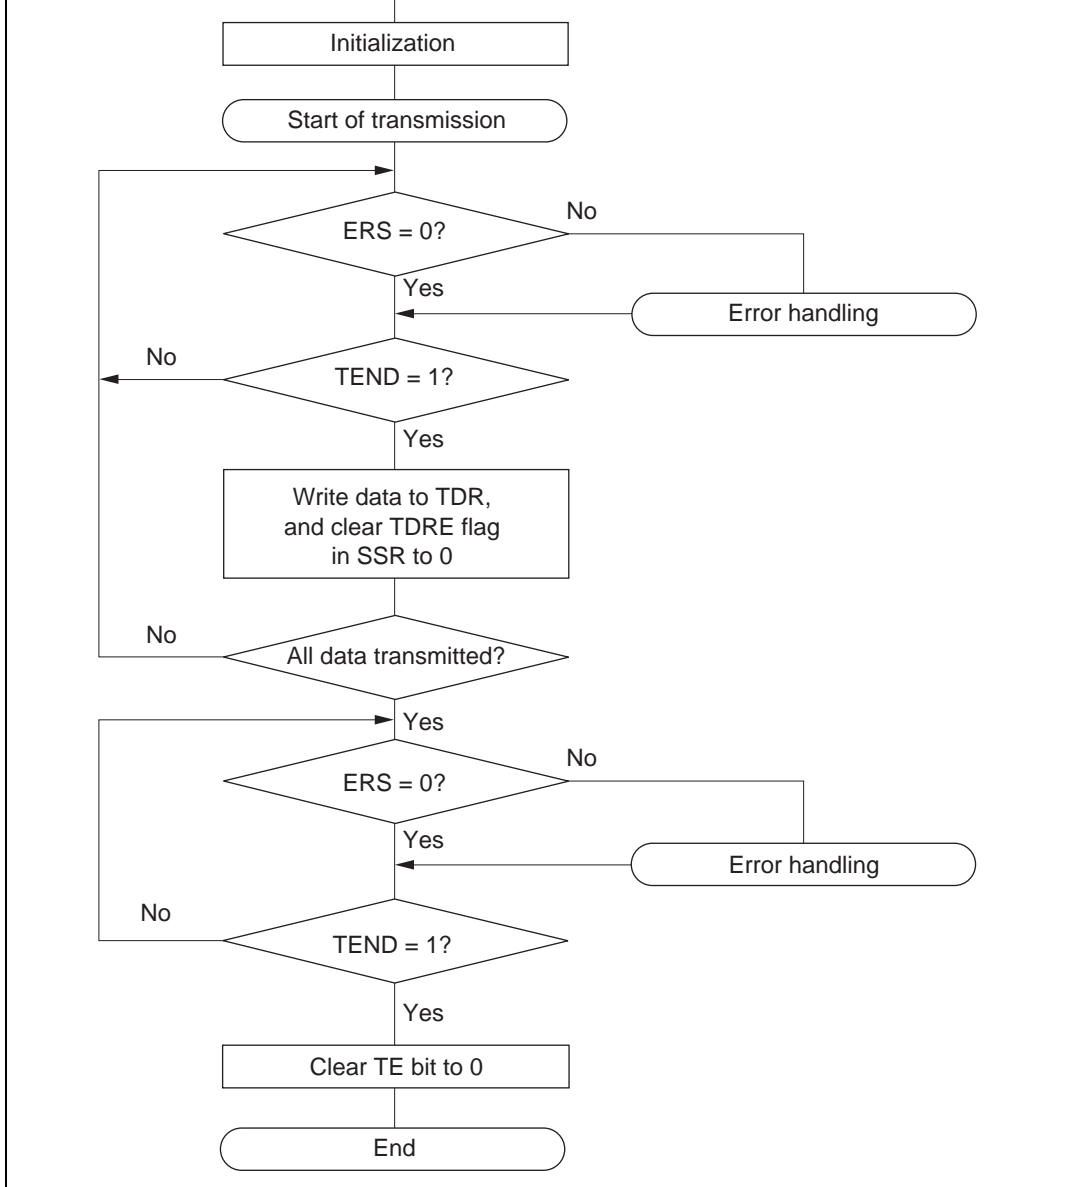 Initialization
Start of transmission
ERS = 0?
No
Yes
Error handling
No
TEND = 1?
Yes
Write data to TDR,
and clear TDRE flag
in SSR to 0
No
All data transmitted?
Yes
ERS = 0?
No
Yes
Error handling
No
TEND = 1?
Yes
Clear TE bit to 0
End